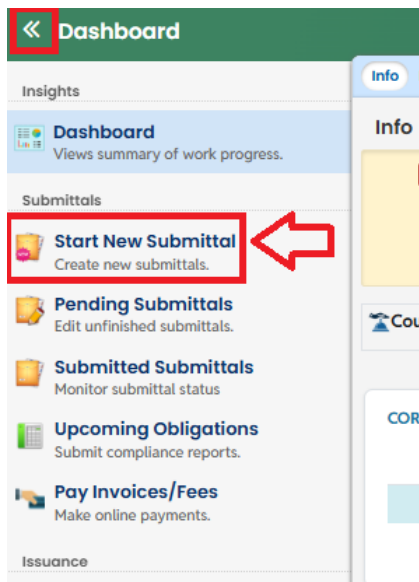 Dashboard
Info
Insights
Info
Dashboard
Views summary of work progress.
Submittals
Start New Submittal
Create new submittals.
Pending Submittals
Edit unfinished submittals.
Submitted Submittals
Monitor submittal status
Upcoming Obligations
Submit compliance reports.
Pay Invoices/Fees
Make online payments.
Issuance